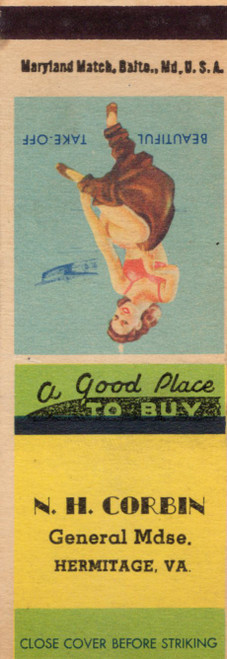 Maryland Match, Balto., Md, U.S.A.
BEAUTIFUL TAKE-OFF
a Good Place
TO BUY
N. H. CORBIN
General Mdse.
HERMITAGE, VA.
CLOSE COVER BEFORE STRIKING